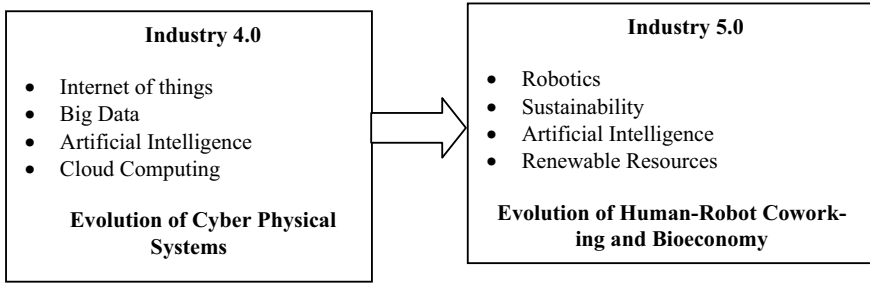 Industry 4.0
• Internet of things
• Big Data
• Artificial Intelligence
• Cloud Computing
Evolution of Cyber Physical
Systems
Industry 5.0
• Robotics
• Sustainability
• Artificial Intelligence
• Renewable Resources
Evolution of Human-Robot Cowork-
ing and Bioeconomy